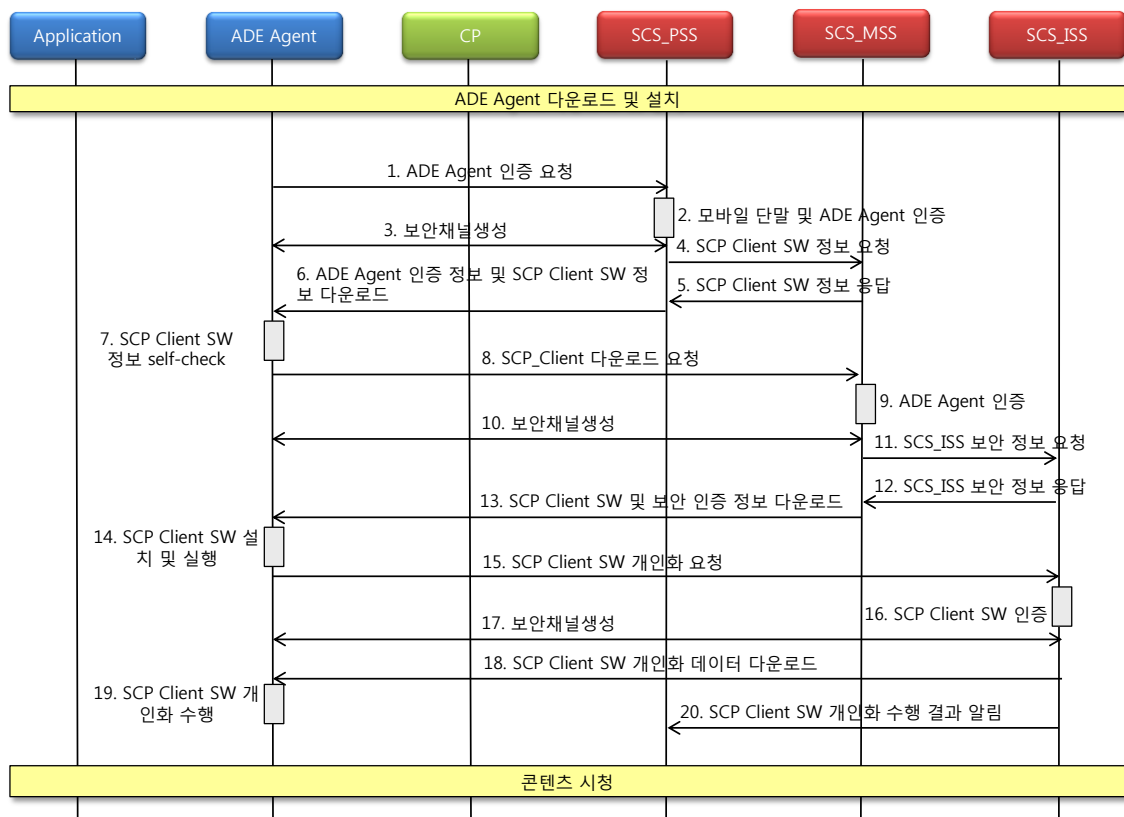 Application
ADE Agent
CP
SCS_PSS
SCS_MSS
SCS_ISS
ADE Agent 다운로드 및 설치
1. ADE Agent 인증 요청
2. 모바일 단말 및 ADE Agent 인증
3. 보안채널생성
4. SCP Client SW 정보 요청
6. ADE Agent 인증 정보 및 SCP Client SW 정
보 다운로드
5. SCP Client SW 정보 응답
7. SCP Client SW
정보 self-check
8. SCP_Client 다운로드 요청
9. ADE Agent 인증
10. 보안채널생성
11. SCS_ISS 보안 정보 요청
12. SCS_ISS 보안 정보 응답
13. SCP Client SW 및 보안 인증 정보 다운로드
14. SCP Client SW 설
치 및 실행
15. SCP Client SW 개인화 요청
16. SCP Client SW 인증
17. 보안채널생성
18. SCP Client SW 개인화 데이터 다운로드
19. SCP Client SW 개
인화 수행
20. SCP Client SW 개인화 수행 결과 알림
콘텐츠 시청